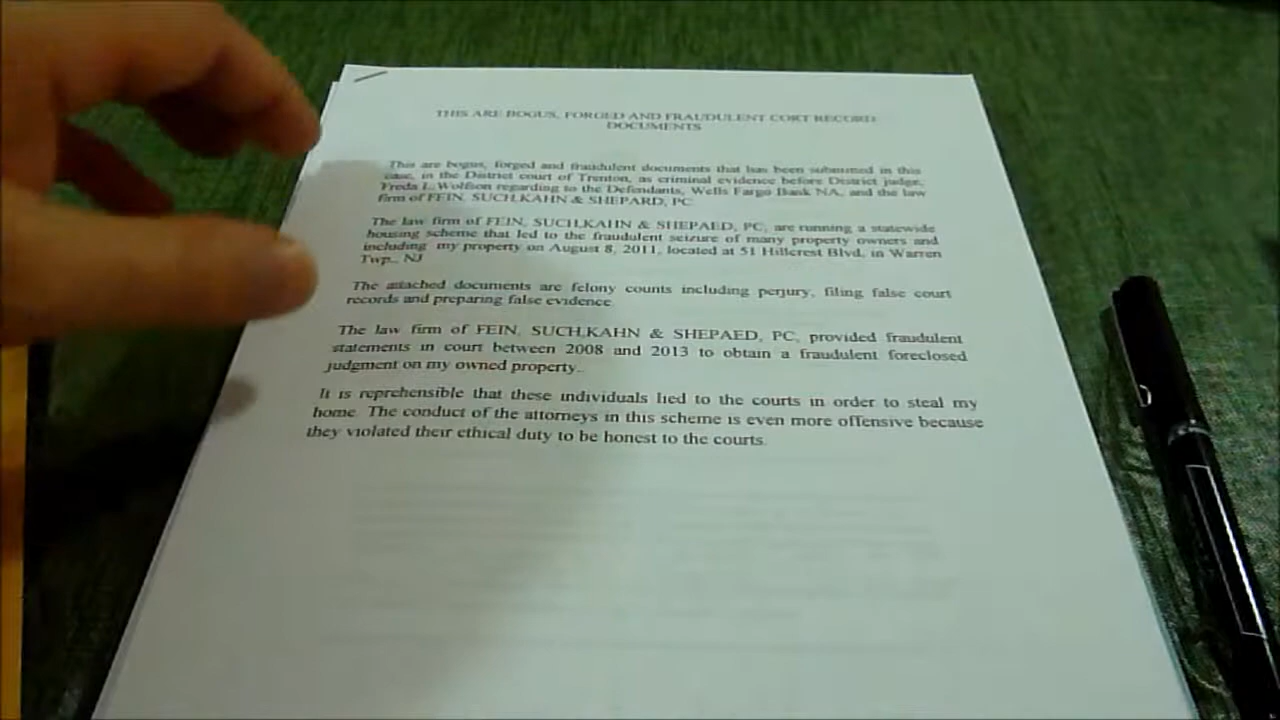 THIS ARE BOGUS, FORGED AND FRAUDULENT CORT RECORD
DOCUMENTS
This are bogus, forged and fraudulent documents that has been submitted in this
case, in the District court of Trenton, as criminal evidence before District judge,
Freda L. Wolfson regarding to the Defendants, Wells Fargo Bank NA, and the law
firm of FEIN, SUCH,KAHN & SHEPARD, PC
The law firm of FEIN, SUCH,KAHN & SHEPAED, PC, are running a statewide
housing scheme that led to the fraudulent seizure of many property owners and
including my property on August 8, 2011, located at 51 Hillcrest Blvd, in Warren
Twp., NJ
The attached documents are felony counts including perjury, filing false court
records and preparing false evidence.
The law firm of FEIN, SUCH,KAHN & SHEPAED, PC, provided fraudulent
statements in court between 2008 and 2013 to obtain a fraudulent foreclosed
judgment on my owned property..
It is reprehensible that these individuals lied to the courts in order to steal my
home. The conduct of the attorneys in this scheme is even more offensive because
they violated their ethical duty to be honest to the courts.